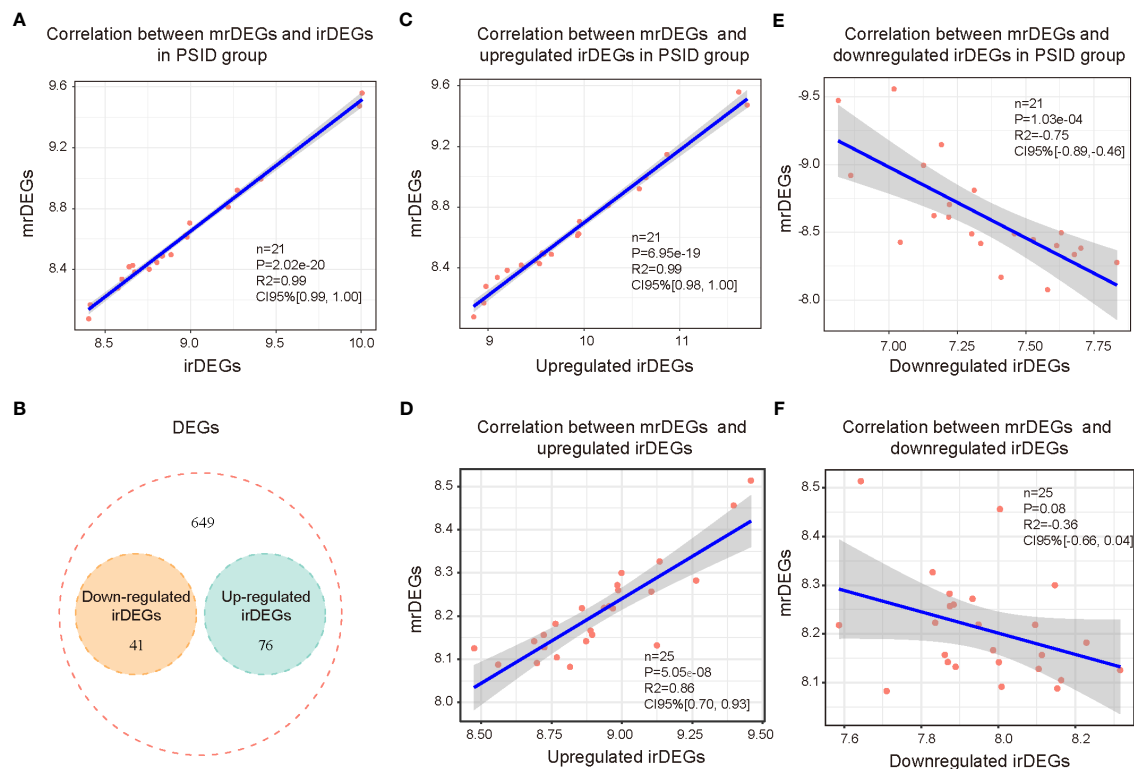 A
Correlation between mrDEGs and irDEGs
in PSID group
9.6
9.2
8.8
8.4
mrDEGs
n=21
P=2.02e-20
R2=0.99
CI95%[0.99, 1.00]
8.5
9.0
9.5
10.0
irDEGs
B
DEGs
649
Down-regulated
irDEGs
41
Up-regulated
irDEGs
76
C
Correlation between mrDEGs and
upregulated irDEGs in PSID group
9.6
9.2
8.8
8.4
mrDEGs
n=21
P=6.95e-19
R2=0.99
CI95%[0.98, 1.00]
9
10
11
Upregulated irDEGs
D
Correlation between mrDEGs and
upregulated irDEGs
8.5
8.4
8.3
8.2
8.1
8.0
mrDEGs
n=25
P=5.05e-08
R2=0.86
CI95%[0.70, 0.93]
8.50
8.75
9.00
9.25
9.50
Upregulated irDEGs
E
Correlation between mrDEGs and
downregulated irDEGs in PSID group
-9.5
-9.0
-8.5
-8.0
mrDEGs
n=21
P=1.03e-04
R2=-0.75
CI95%[-0.89,-0.46]
7.00
7.25
7.50
7.75
Downregulated irDEGs
F
Correlation between mrDEGs and
downregulated irDEGs
8.5
8.4
8.3
8.2
8.1
mrDEGs
n=25
P=0.08
R2=-0.36
CI95%[-0.66, 0.04]
7.6
7.8
8.0
8.2
Downregulated irDEGs